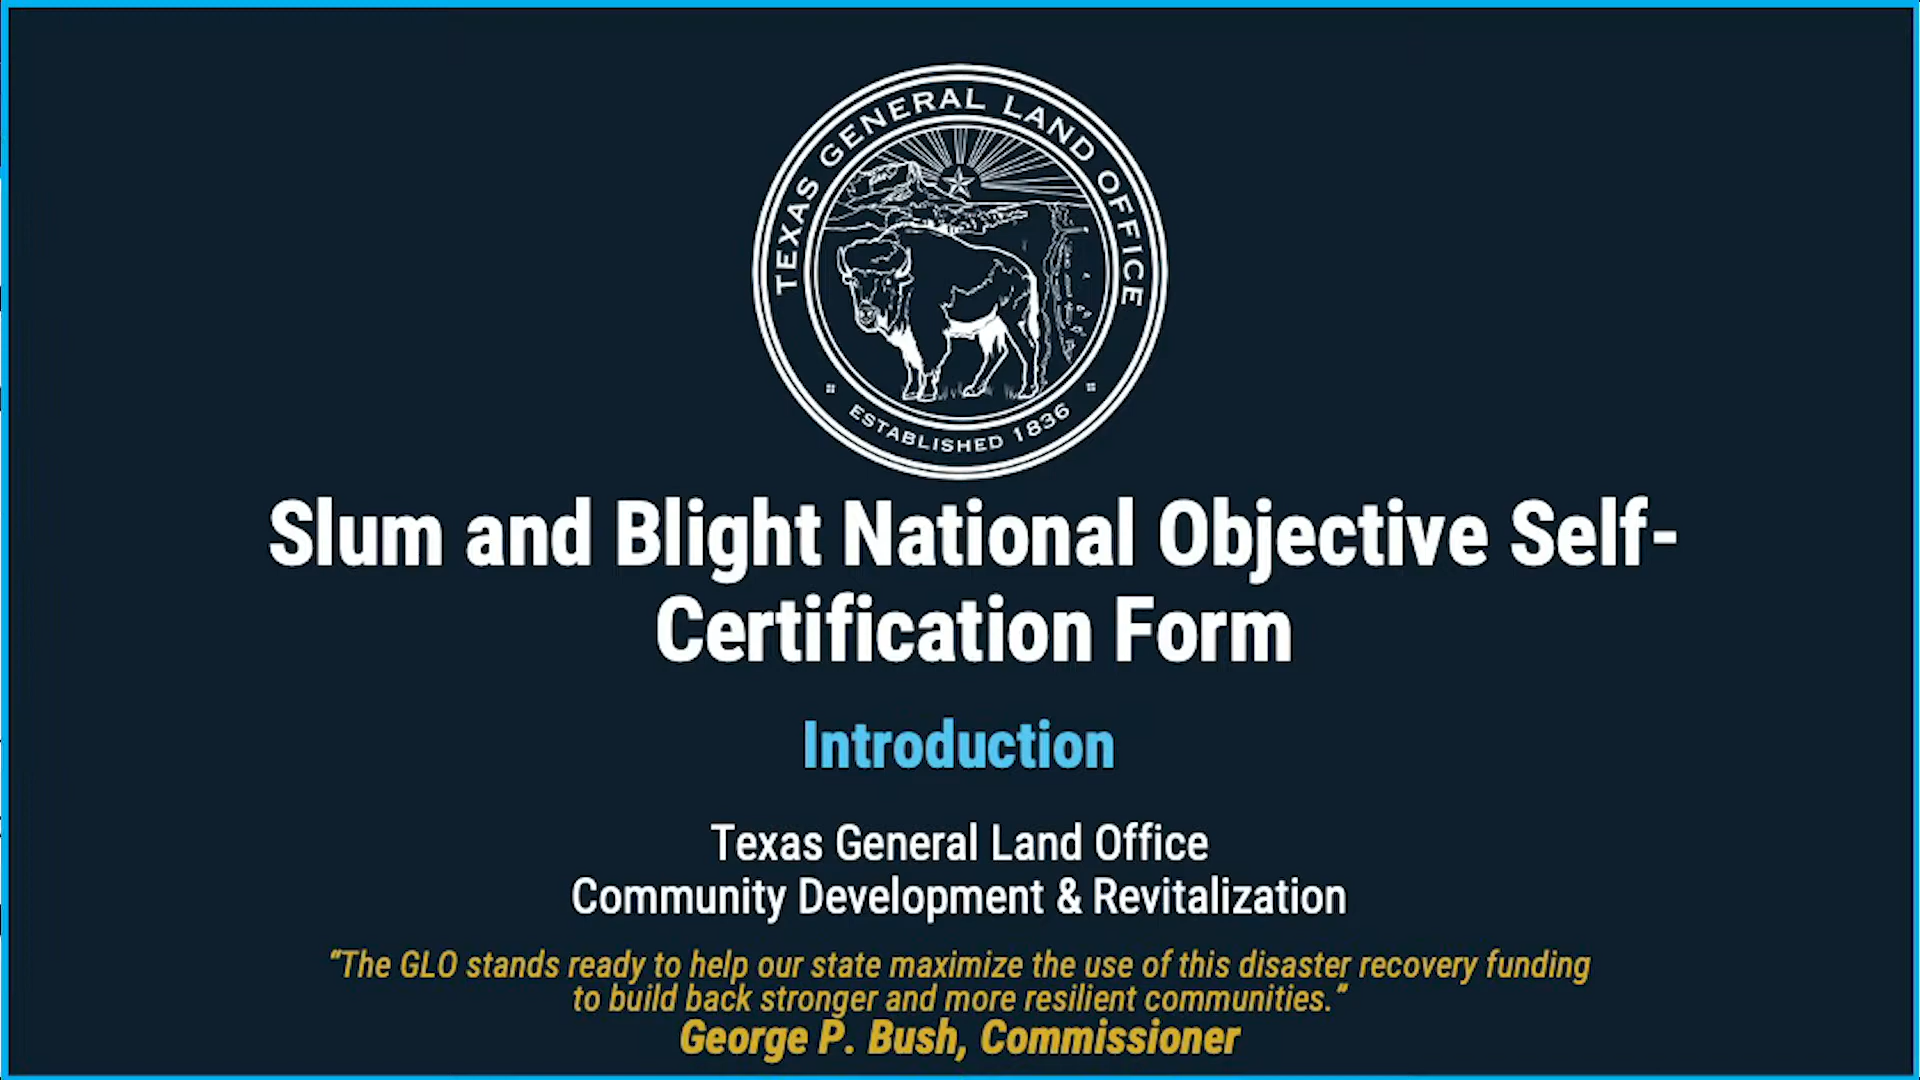 TEXAS GENERAL LAND OFFICE
ESTABLISHED 1836
Slum and Blight National Objective Self-
Certification Form
Introduction
Texas General Land Office
Community Development & Revitalization
“The GLO stands ready to help our state maximize the use of this disaster recovery funding
to build back stronger and more resilient communities.“
George P. Bush, Commissioner